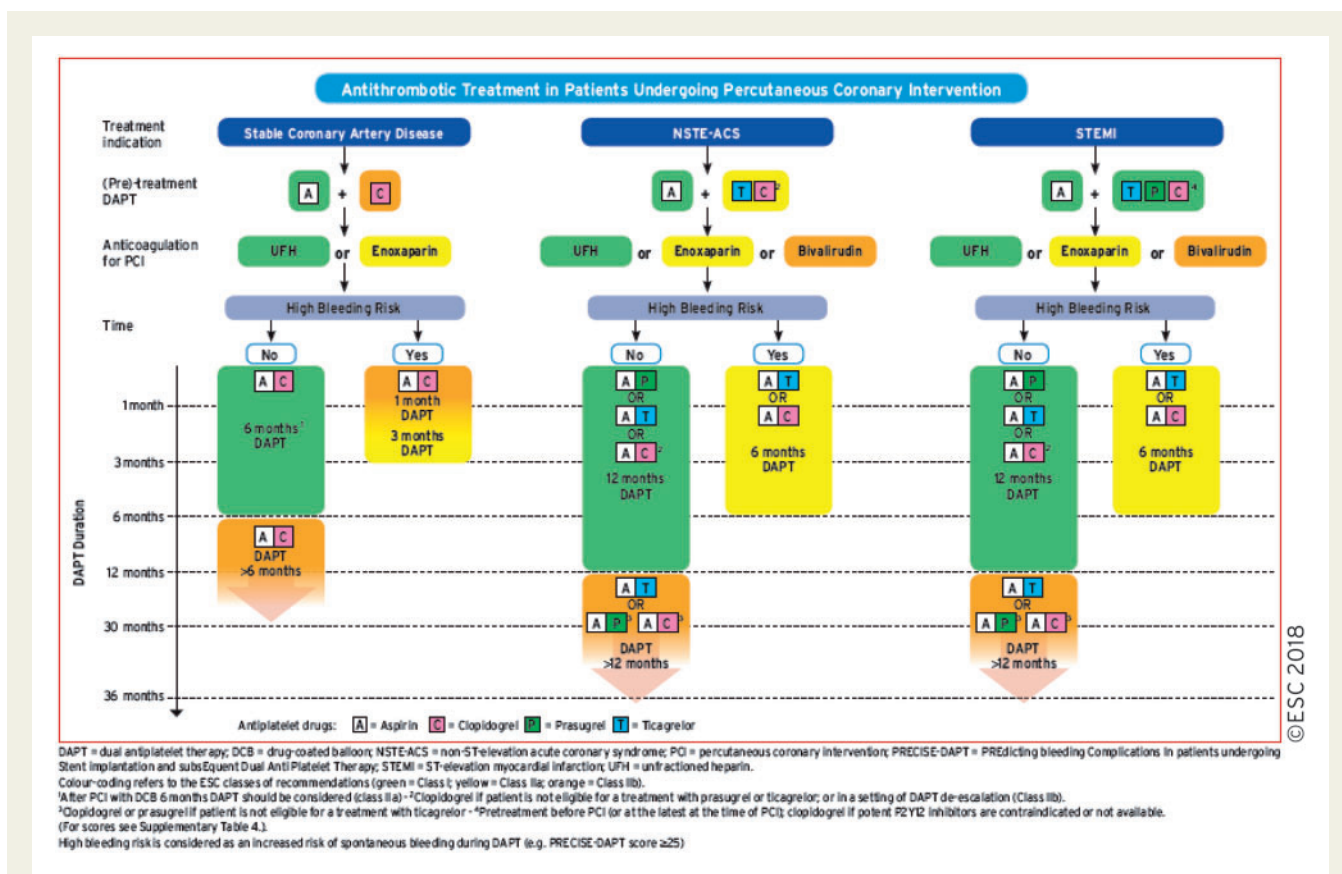 Antithrombotic Treatment in Patients Undergoing Percutaneous Coronary Intervention
Treatment indication
Stable Coronary Artery Disease
NSTE-ACS
STEMI
(Pre)-treatment DAPT
A + C
A + T C ²
A + T P C ⁴
Anticoagulation for PCI
UFH or Enoxaparin
UFH or Enoxaparin or Bivalirudin
UFH or Enoxaparin or Bivalirudin
High Bleeding Risk
High Bleeding Risk
High Bleeding Risk
Time
No
Yes
No
Yes
No
Yes
DAPT Duration
1 month
3 months
6 months
12 months
30 months
36 months
A C
6 months¹
DAPT
A C
DAPT
>6 months
A C
1 month
DAPT
3 months
DAPT
A P
OR
A T
OR
A C ²
12 months
DAPT
A T
OR
A P ³ A C ³
DAPT
>12 months
A T
OR
A C
6 months
DAPT
A P
OR
A T
OR
A C ²
12 months
DAPT
A T
OR
A P ³ A C ³
DAPT
>12 months
A T
OR
A C
6 months
DAPT
Antiplatelet drugs: A = Aspirin C = Clopidogrel P = Prasugrel T = Ticagrelor
©ESC 2018
DAPT = dual antiplatelet therapy; DCB = drug-coated balloon; NSTE-ACS = non-ST-elevation acute coronary syndrome; PCI = percutaneous coronary intervention; PRECISE-DAPT = PREdicting bleeding Complications in patients undergoing
Stent implantation and subsEquent Dual Anti Platelet Therapy; STEMI = ST-elevation myocardial infarction; UFH = unfractioned heparin.
Colour-coding refers to the ESC classes of recommendations (green = Class I; yellow = Class IIa; orange = Class IIb).
¹After PCI with DCB 6 months DAPT should be considered (class IIa) - ²Clopidogrel if patient is not eligible for a treatment with prasugrel or ticagrelor; or in a setting of DAPT de-escalation (Class IIb).
³Clopidogrel or prasugrel if patient is not eligible for a treatment with ticagrelor - ⁴Pretreatment before PCI (or at the latest at the time of PCI); clopidogrel if potent P2Y12 inhibitors are contraindicated or not available.
(For scores see Supplementary Table 4.).
High bleeding risk is considered as an increased risk of spontaneous bleeding during DAPT (e.g. PRECISE-DAPT score ≥25)